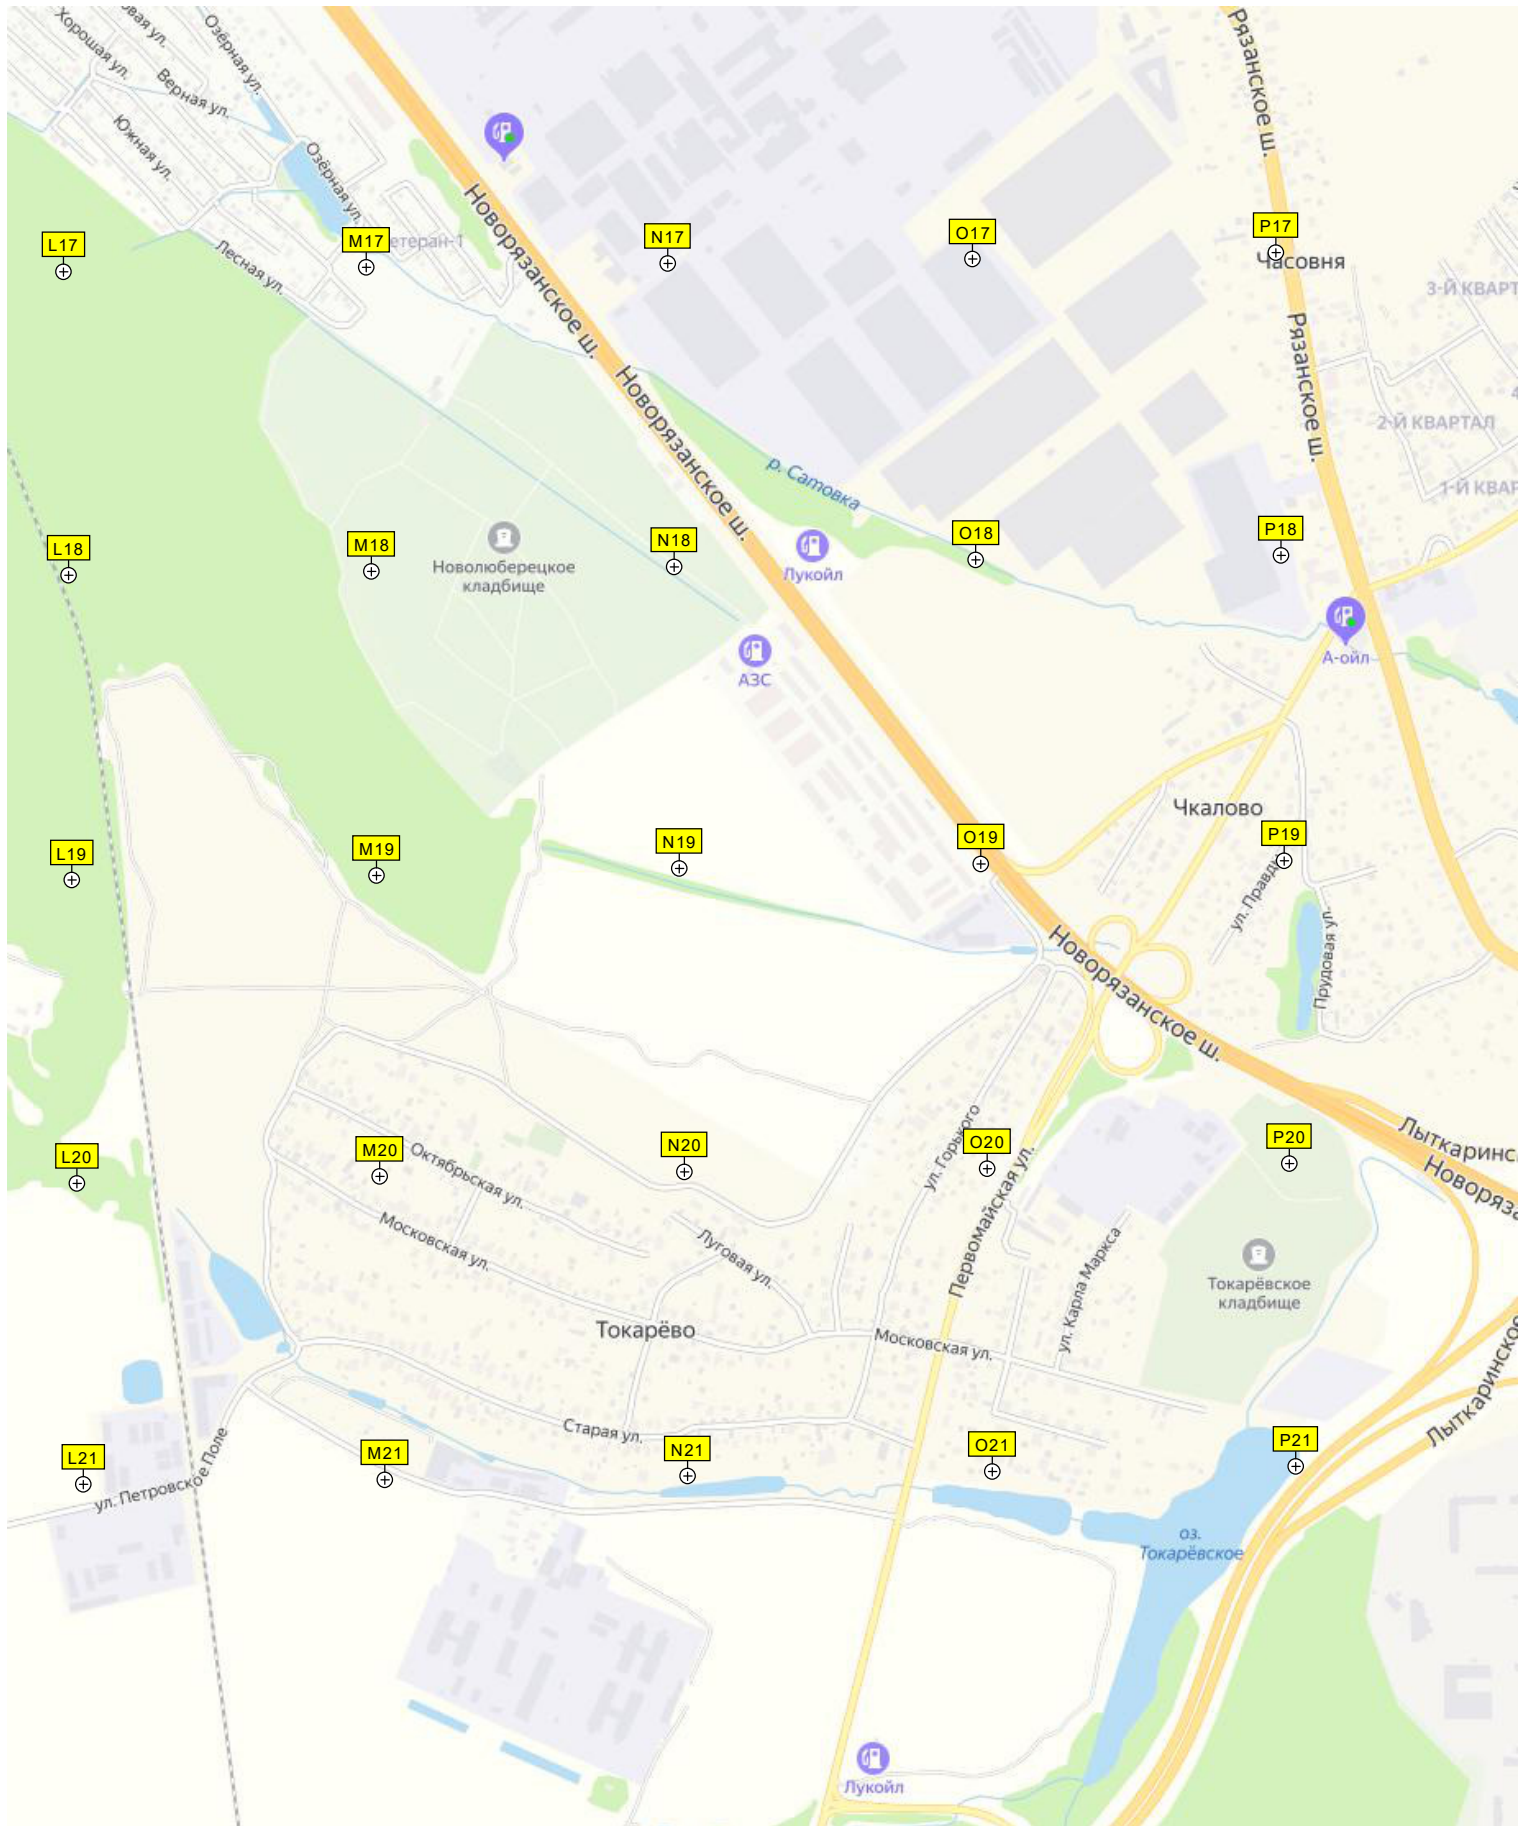 Озёрная ул.
Хорошая ул.
Верная ул.
Южная ул.
Озёрная ул.
Рязанское ш.
Новорязанское ш.
L17
M17
етеран-1
N17
O17
P17
Часовня
Лесная ул.
3-Й КВАРТ
Рязанское ш.
Новорязанское ш.
2-Й КВАРТАЛ
р. Сатовка
1-Й КВАР
L18
M18
N18
O18
P18
Новолюберецкое
кладбище
Лукойл
А-ойл
АЗС
Чкалово
L19
M19
N19
O19
P19
ул. Правды
Прудовая ул.
Новорязанское ш.
ул. Горького
Лыткаринс
Новоряза
L20
M20
N20
O20
P20
Октябрьская ул.
Первомайская ул.
Московская ул.
Луговая ул.
ул. Карла Маркса
Токарёвское
кладбище
Токарёво
Московская ул.
Лыткаринское
Старая ул.
L21
M21
N21
O21
P21
ул. Петровское Поле
оз.
Токарёвское
Лукойл